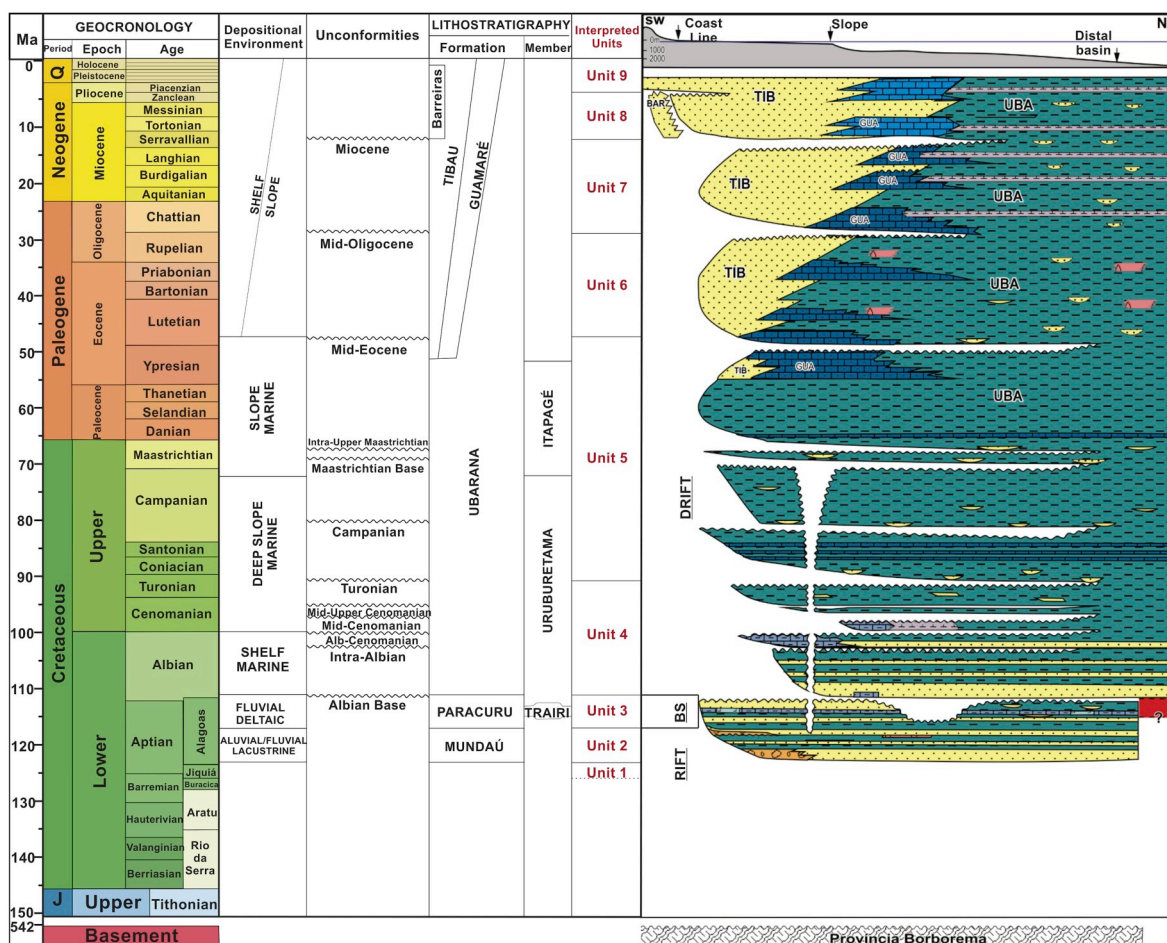 Ma
GEOCRONOLOGY
Period
Epoch
Age
Depositional
Environment
Unconformities
LITHOSTRATIGRAPHY
Formation
Member
Interpreted
Units
SW
Coast
Line
Slope
Distal
basin
N
0m
1000
2000
0
10
20
30
40
50
60
70
80
90
100
110
120
130
140
150
542
Q
Neogene
Paleogene
Cretaceous
J
Holocene
Pleistocene
Pliocene
Miocene
Oligocene
Eocene
Paleocene
Upper
Lower
Upper
Basement
Piacenzian
Zanclean
Messinian
Tortonian
Serravallian
Langhian
Burdigalian
Aquitanian
Chattian
Rupelian
Priabonian
Bartonian
Lutetian
Ypresian
Thanetian
Selandian
Danian
Maastrichtian
Campanian
Santonian
Coniacian
Turonian
Cenomanian
Albian
Aptian
Barremian
Hauterivian
Valanginian
Berriasian
Tithonian
Alagoas
Jiquiá
Buracica
Aratu
Rio
da
Serra
SHELF
SLOPE
SLOPE
MARINE
DEEP SLOPE
MARINE
SHELF
MARINE
FLUVIAL
DELTAIC
ALUVIAL/FLUVIAL
LACUSTRINE
Miocene
Mid-Oligocene
Mid-Eocene
Intra-Upper Maastrichtian
Maastrichtian Base
Campanian
Turonian
Mid-Upper Cenomanian
Mid-Cenomanian
Alb-Cenomanian
Intra-Albian
Albian Base
Barreiras
TIBAU
GUAMARÉ
UBARANA
PARACURU
MUNDAÚ
ITAPAGÉ
URUBURETAMA
TRAIRI
Unit 9
Unit 8
Unit 7
Unit 6
Unit 5
Unit 4
Unit 3
Unit 2
Unit 1
DRIFT
BS
RIFT
BARZ
TIB
GUA
UBA
TIB
GUA
GUA
GUA
UBA
TIB
UBA
TIB
GUA
UBA
?
Provincia Borborema